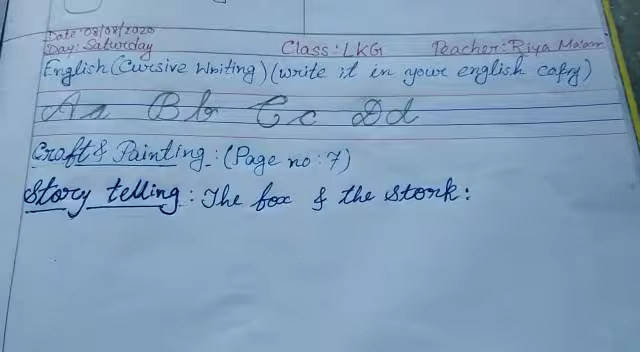 Date: 08/08/2020
Day: Saturday Class: LKG Teacher: Riya Ma'am
English (Cursive Writing) (write it in your english copy)
Aa Bb Cc Dd
Craft & Painting: (Page no: 7)
Story telling: The fox & the stork: